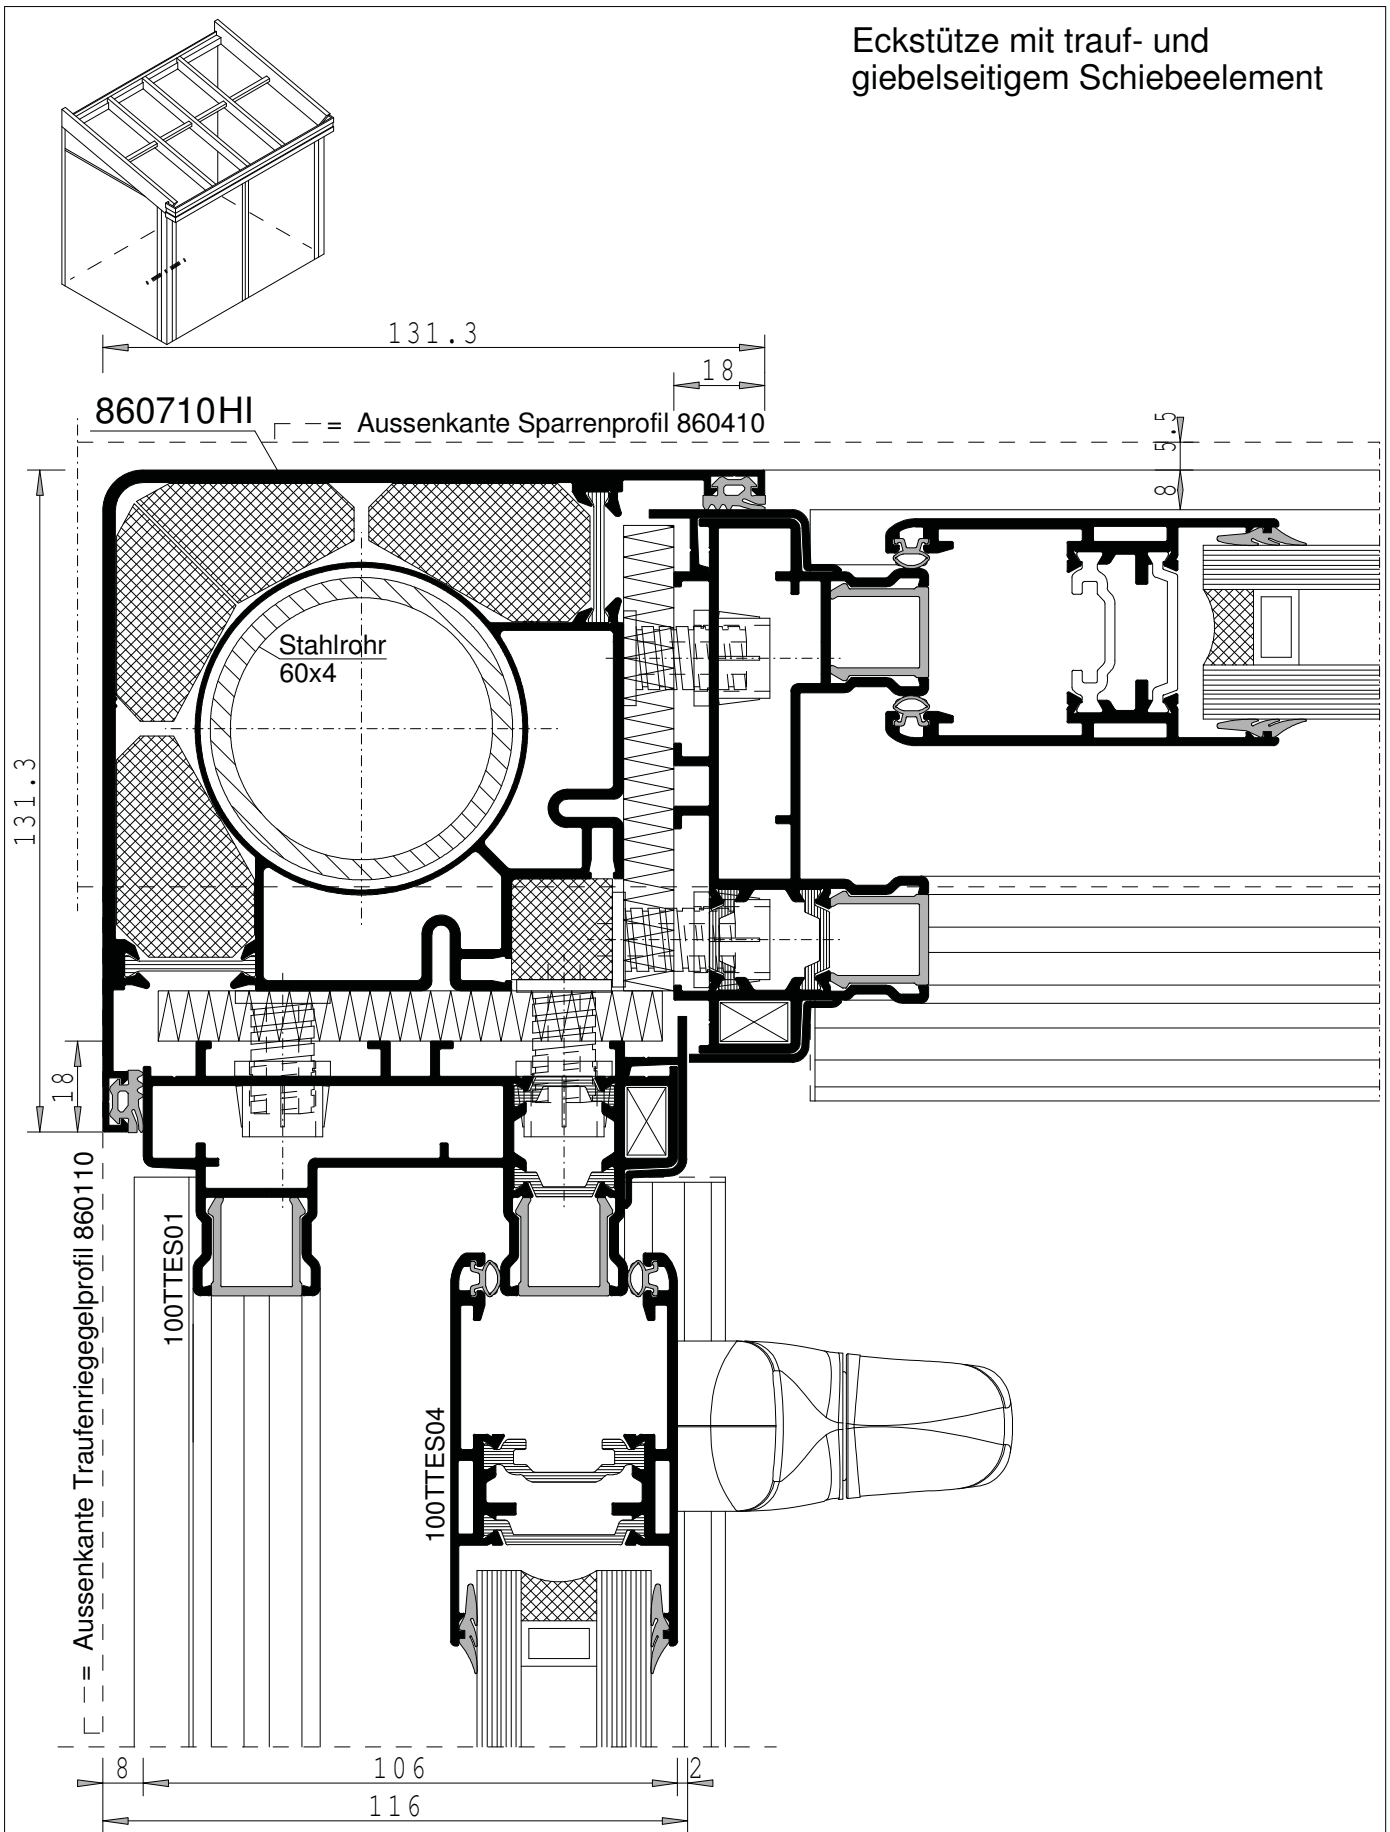 Eckstütze mit trauf- und
giebelseitigem Schiebeelement
131.3
18
860710HI
= Aussenkante Sparrenprofil 860410
5.5
8
Stahlrohr
60x4
131.3
18
= Aussenkante Traufenriegegelprofil 860110
100TTES01
100TTES04
8
106
2
116